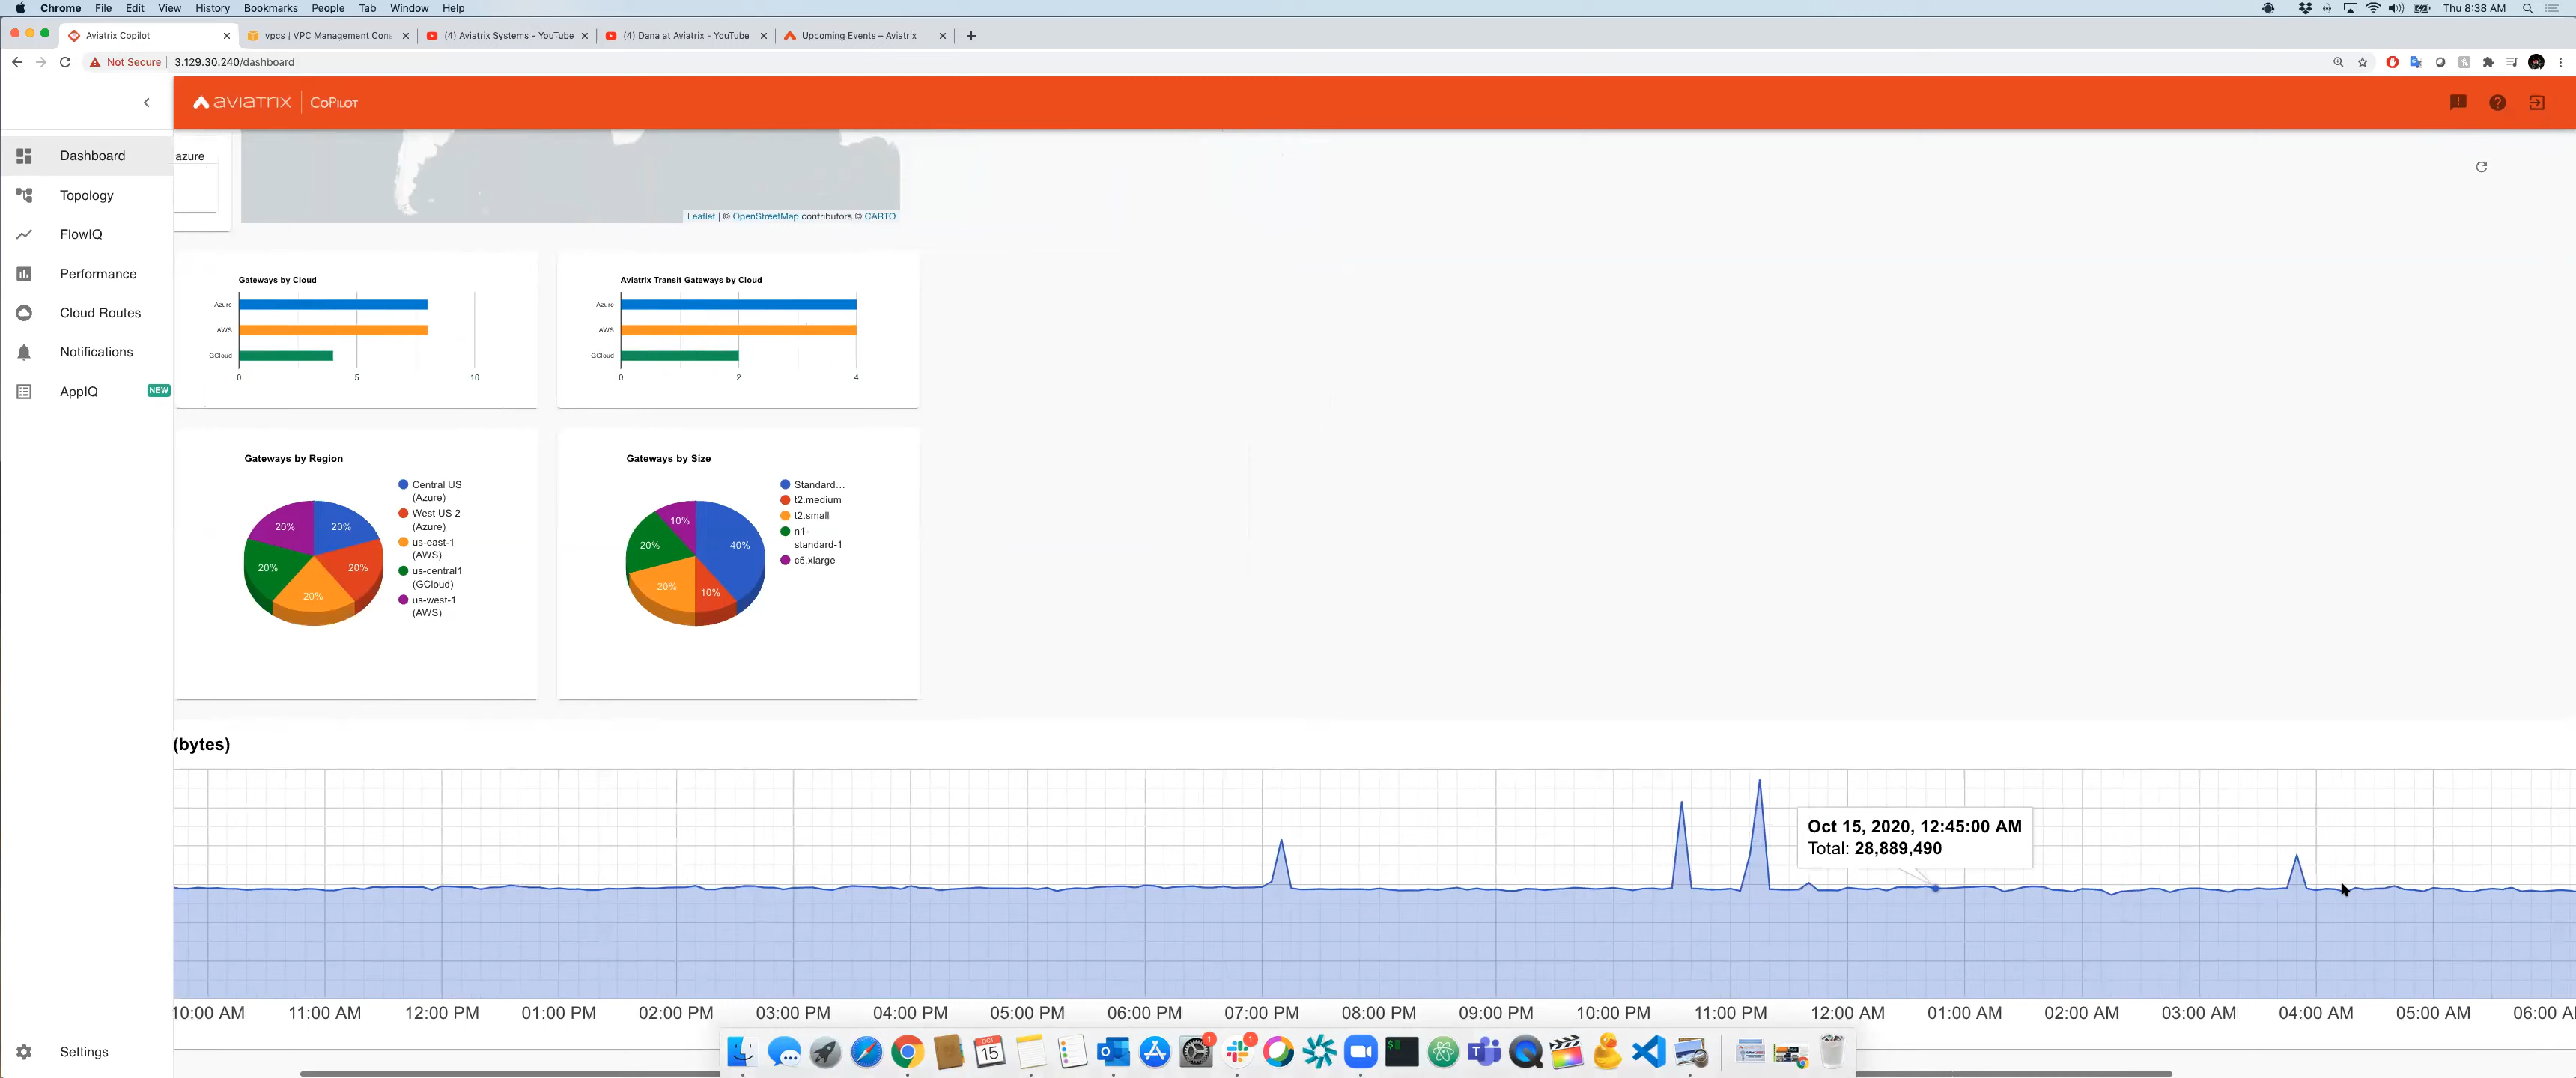 Chrome File Edit View History Bookmarks People Tab Window Help
Thu 8:38 AM
Aviatrix Copilot
vpcs | VPC Management Cons
(4) Aviatrix Systems - YouTube
(4) Dana at Aviatrix - YouTube
Upcoming Events – Aviatrix
Not Secure 3.129.30.240/dashboard
aviatrix CoPilot
Dashboard
Topology
FlowIQ
Performance
Cloud Routes
Notifications
AppIQ NEW
Settings
azure
Leaflet | © OpenStreetMap contributors © CARTO
Gateways by Cloud
Azure
AWS
GCloud
0 5 10
Aviatrix Transit Gateways by Cloud
Azure
AWS
GCloud
0 2 4
Gateways by Region
20%
20%
20%
20%
20%
Central US
(Azure)
West US 2
(Azure)
us-east-1
(AWS)
us-central1
(GCloud)
us-west-1
(AWS)
Gateways by Size
10%
40%
20%
20%
10%
Standard...
t2.medium
t2.small
n1-
standard-1
c5.xlarge
(bytes)
Oct 15, 2020, 12:45:00 AM
Total: 28,889,490
10:00 AM 11:00 AM 12:00 PM 01:00 PM 02:00 PM 03:00 PM 04:00 PM 05:00 PM 06:00 PM 07:00 PM 08:00 PM 09:00 PM 10:00 PM 11:00 PM 12:00 AM 01:00 AM 02:00 AM 03:00 AM 04:00 AM 05:00 AM 06:00 A
OCT
15
1
1